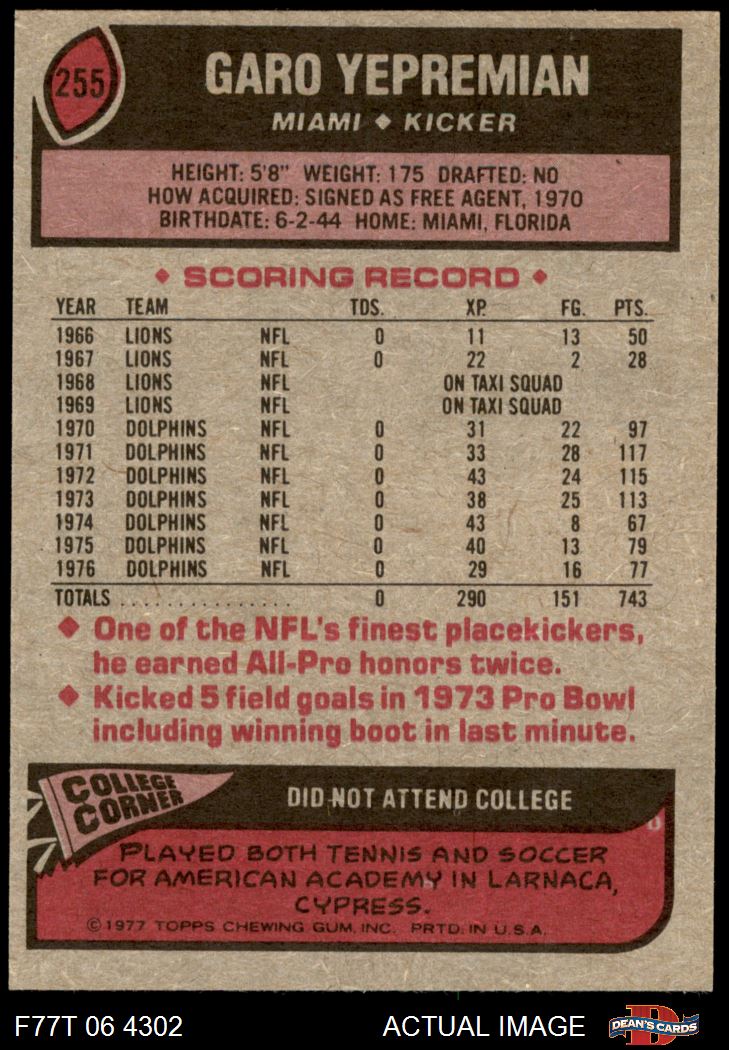 255
GARO YEPREMIAN
MIAMI ◆ KICKER
HEIGHT: 5'8" WEIGHT: 175 DRAFTED: NO
HOW ACQUIRED: SIGNED AS FREE AGENT, 1970
BIRTHDATE: 6-2-44 HOME: MIAMI, FLORIDA
◆ SCORING RECORD ◆
YEAR TEAM TDS. XP. FG. PTS.
1966 LIONS NFL 0 11 13 50
1967 LIONS NFL 0 22 2 28
1968 LIONS NFL ON TAXI SQUAD
1969 LIONS NFL ON TAXI SQUAD
1970 DOLPHINS NFL 0 31 22 97
1971 DOLPHINS NFL 0 33 28 117
1972 DOLPHINS NFL 0 43 24 115
1973 DOLPHINS NFL 0 38 25 113
1974 DOLPHINS NFL 0 43 8 67
1975 DOLPHINS NFL 0 40 13 79
1976 DOLPHINS NFL 0 29 16 77
TOTALS ................. 0 290 151 743
◆ One of the NFL's finest placekickers,
he earned All-Pro honors twice.
◆ Kicked 5 field goals in 1973 Pro Bowl
including winning boot in last minute.
COLLEGE
CORNER
DID NOT ATTEND COLLEGE
D
PLAYED BOTH TENNIS AND SOCCER
FOR AMERICAN ACADEMY IN LARNACA,
CYPRESS.
©1977 TOPPS CHEWING GUM, INC. PRTD. IN U.S.A.
F77T 06 4302 ACTUAL IMAGE DEAN'S CARDS